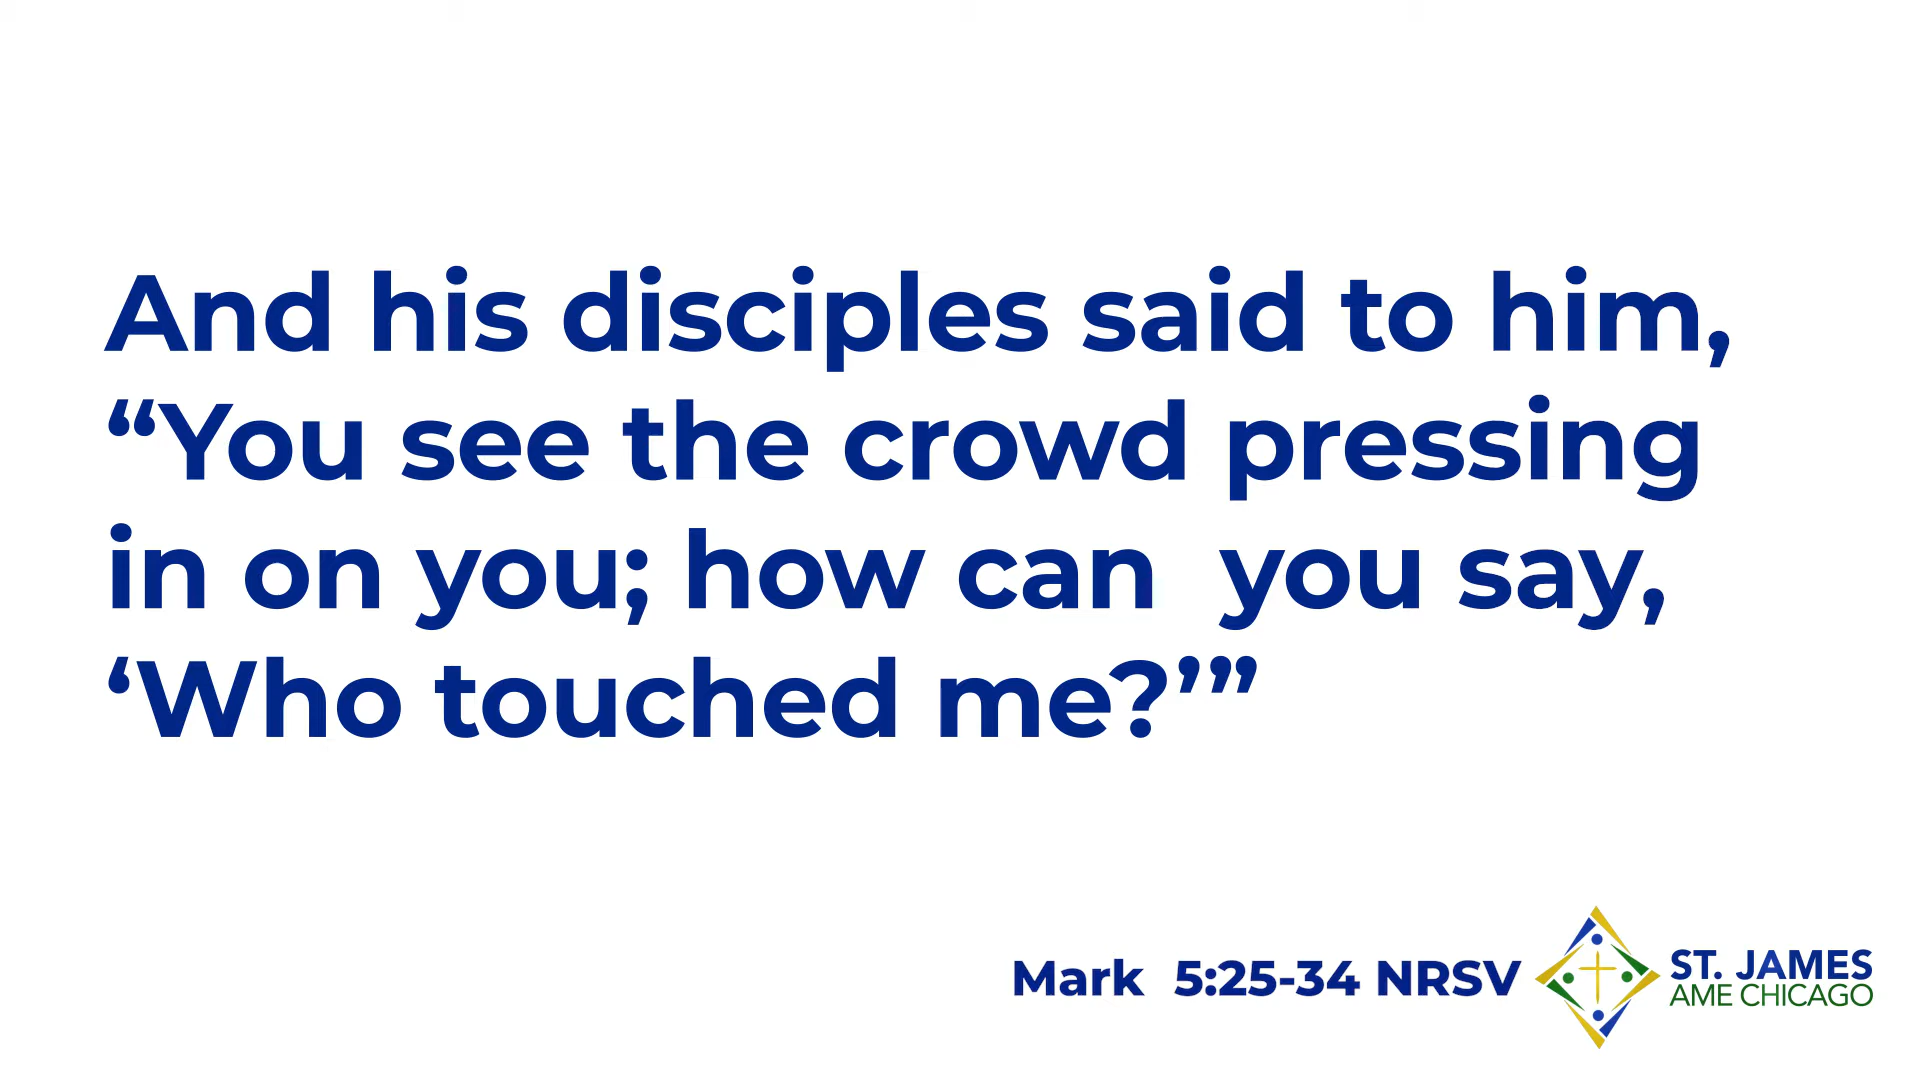 And his disciples said to him,
“You see the crowd pressing
in on you; how can  you say,
‘Who touched me?’”
Mark  5:25-34 NRSV
ST. JAMES
AME CHICAGO